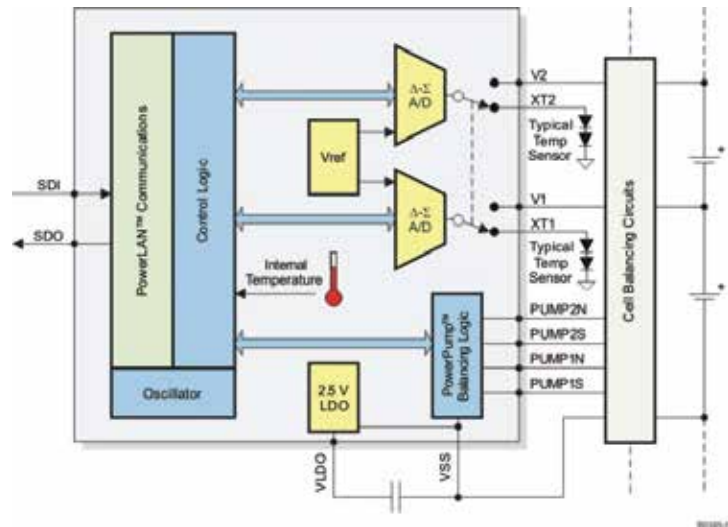 V2
Δ-Σ
A/D
XT2
Typical
Temp
Sensor
Vref
SDI
SDO
PowerLAN™ Communications
Control Logic
V1
Δ-Σ
A/D
XT1
Typical
Temp
Sensor
Internal
Temperature
Cell Balancing Circuits
PUMP2N
PUMP2S
PUMP1N
PUMP1S
PowerPump™
Balancing Logic
Oscillator
2.5 V
LDO
VLDO
VSS
+
+